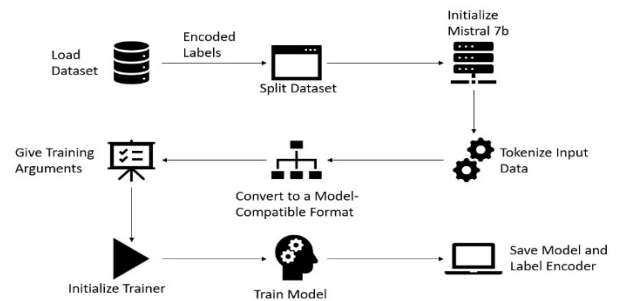 Load
Dataset
Encoded
Labels
Split Dataset
Initialize
Mistral 7b
Give Training
Arguments
Convert to a Model-
Compatible Format
Tokenize Input
Data
Initialize Trainer
Train Model
Save Model and
Label Encoder